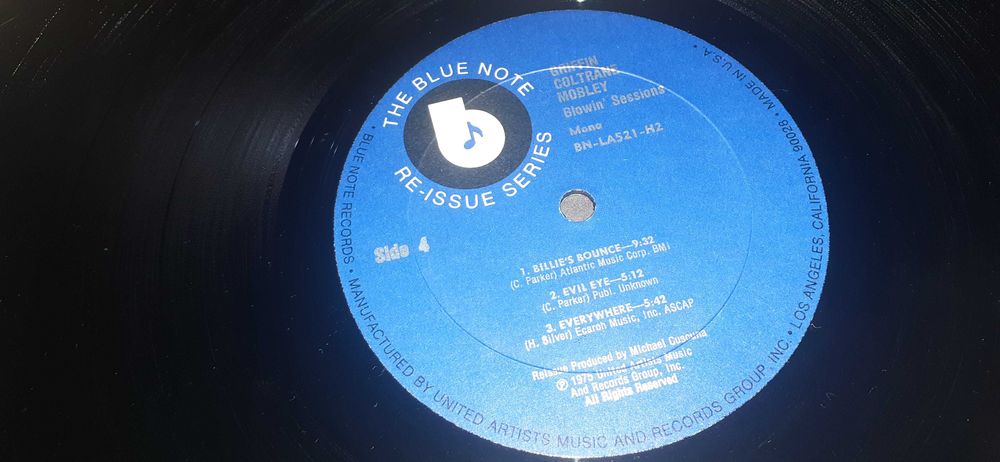 THE BLUE NOTE
RE-ISSUE SERIES
b
GRIFFIN
COLTRANE
MOBLEY
Blowin' Sessions
Mono
BN-LA521-H2
Side 4
1. BILLIE'S BOUNCE—9:32
(C. Parker) Atlantic Music Corp. BMI
2. EVIL EYE—5:12
(C. Parker) Publ. Unknown
3. EVERYWHERE—5:42
(H. Silver) Ecaroh Music, Inc. ASCAP
Reissue Produced by Michael Cuscuna
℗ 1975 United Artists Music
And Records Group, Inc.
All Rights Reserved
• BLUE NOTE RECORDS • MANUFACTURED BY UNITED ARTISTS MUSIC AND RECORDS GROUP, INC. • LOS ANGELES, CALIFORNIA 90028 • MADE IN U.S.A. •